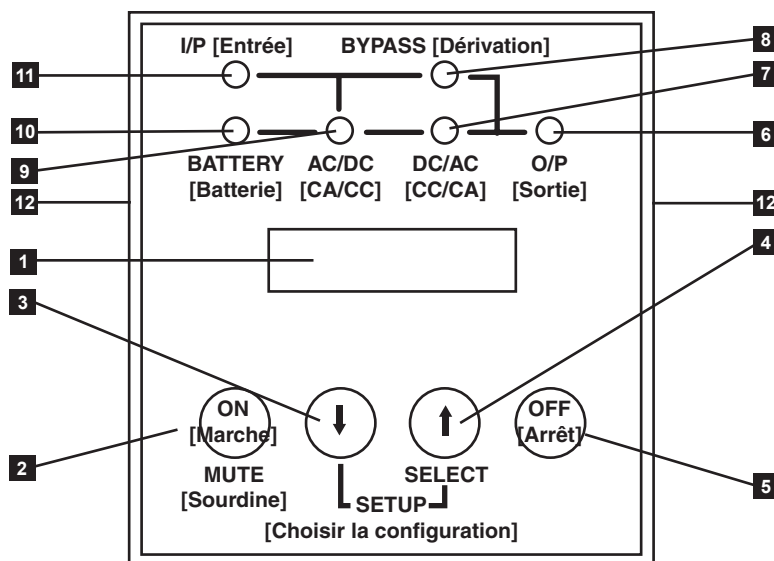 I/P [Entrée] BYPASS [Dérivation] 8
11 7
10 6
BATTERY AC/DC DC/AC O/P
9
[Batterie] [CA/CC] [CC/CA] [Sortie]
12 12
4
1
3
ON OFF
[Marche] [Arrêt]
2
MUTE SELECT
5
[Sourdine] SETUP
[Choisir la configuration]